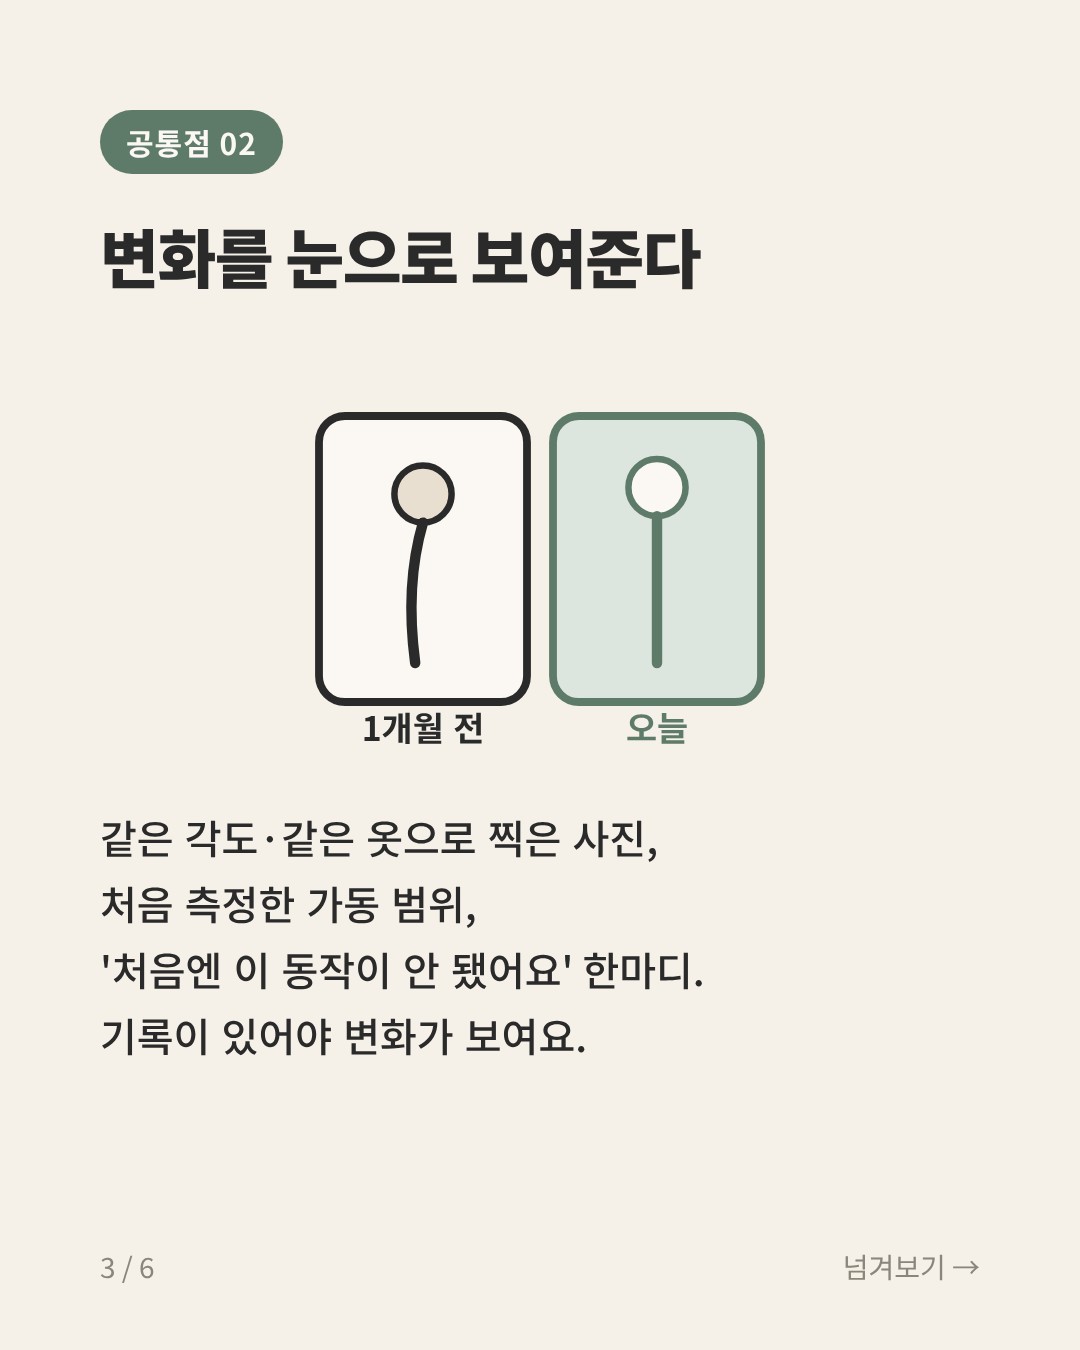 공통점 02
변화를 눈으로 보여준다
1개월 전
오늘
같은 각도·같은 옷으로 찍은 사진,
처음 측정한 가동 범위,
'처음엔 이 동작이 안 됐어요' 한마디.
기록이 있어야 변화가 보여요.
3 / 6
넘겨보기 →